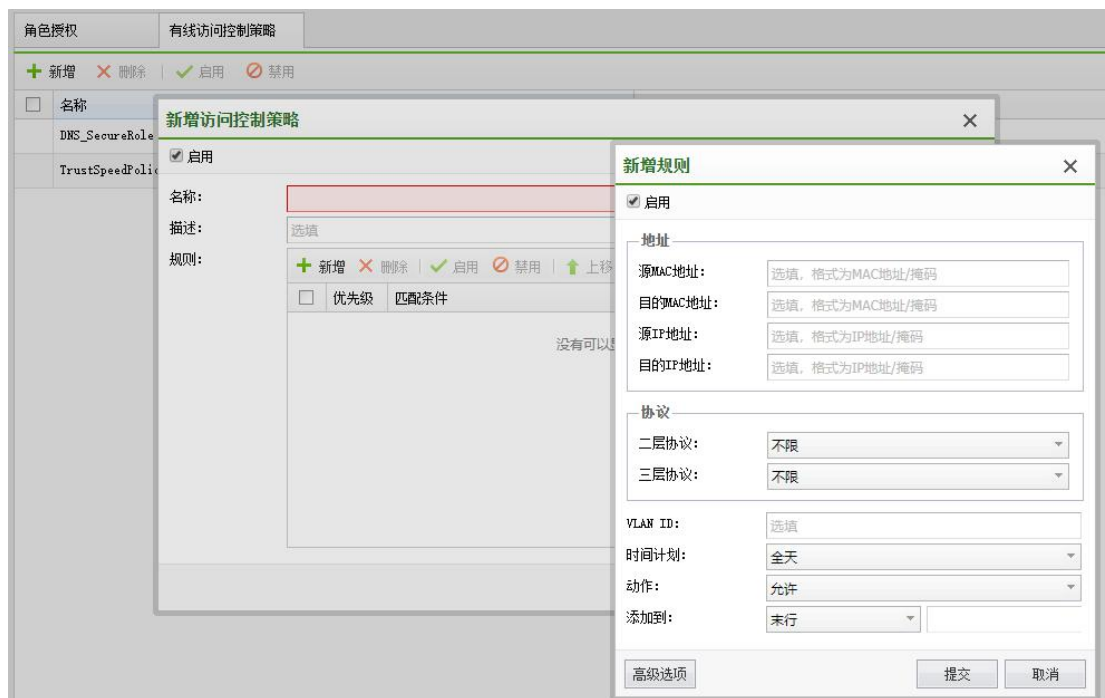 角色授权 有线访问控制策略
新增 删除 启用 禁用
名称
DNS_SecureRole
TrustSpeedPolic
新增访问控制策略
启用
名称:
描述: 选填
规则: 新增 删除 启用 禁用 上移
优先级 匹配条件
没有可以
新增规则
启用
地址
源MAC地址: 选填，格式为MAC地址/掩码
目的MAC地址: 选填，格式为MAC地址/掩码
源IP地址: 选填，格式为IP地址/掩码
目的IP地址: 选填，格式为IP地址/掩码
协议
二层协议: 不限
三层协议: 不限
VLAN ID: 选填
时间计划: 全天
动作: 允许
添加到: 末行
高级选项 提交 取消